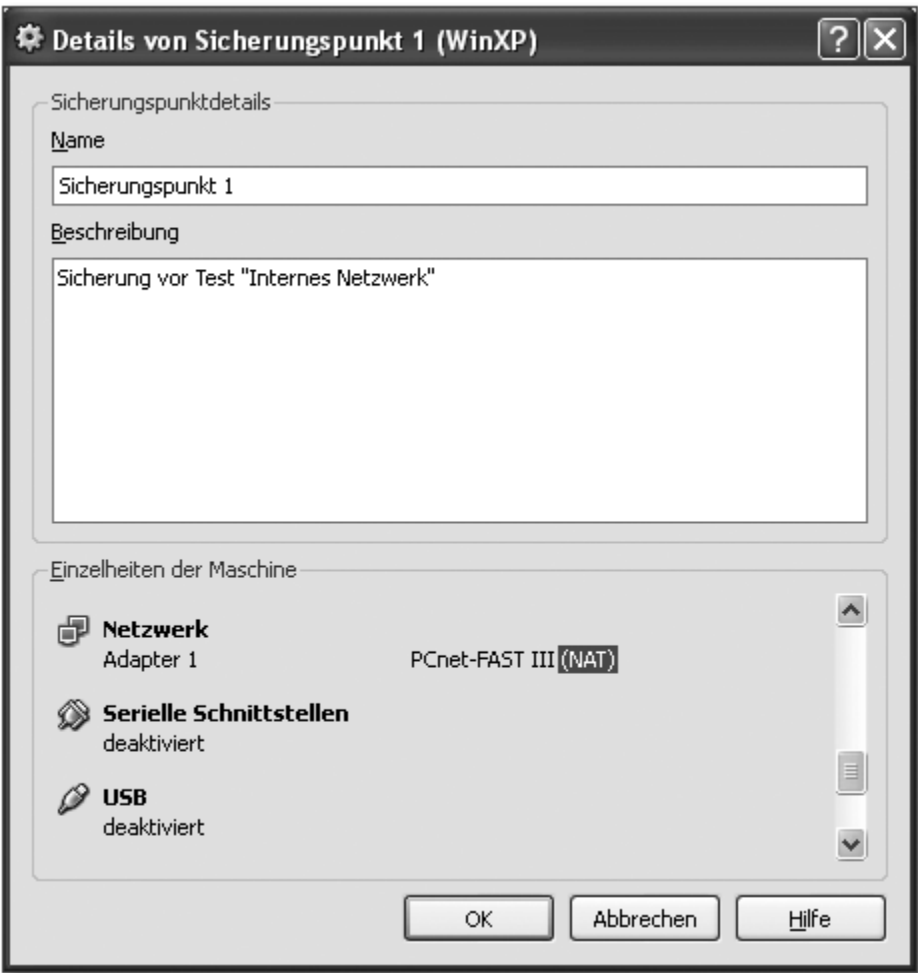 Details von Sicherungspunkt 1 (WinXP)
Sicherungspunktdetails
Name
Sicherungspunkt 1
Beschreibung
Sicherung vor Test "Internes Netzwerk"
Einzelheiten der Maschine
Netzwerk
Adapter 1 PCnet-FAST III (NAT)
Serielle Schnittstellen
deaktiviert
USB
deaktiviert
OK Abbrechen Hilfe